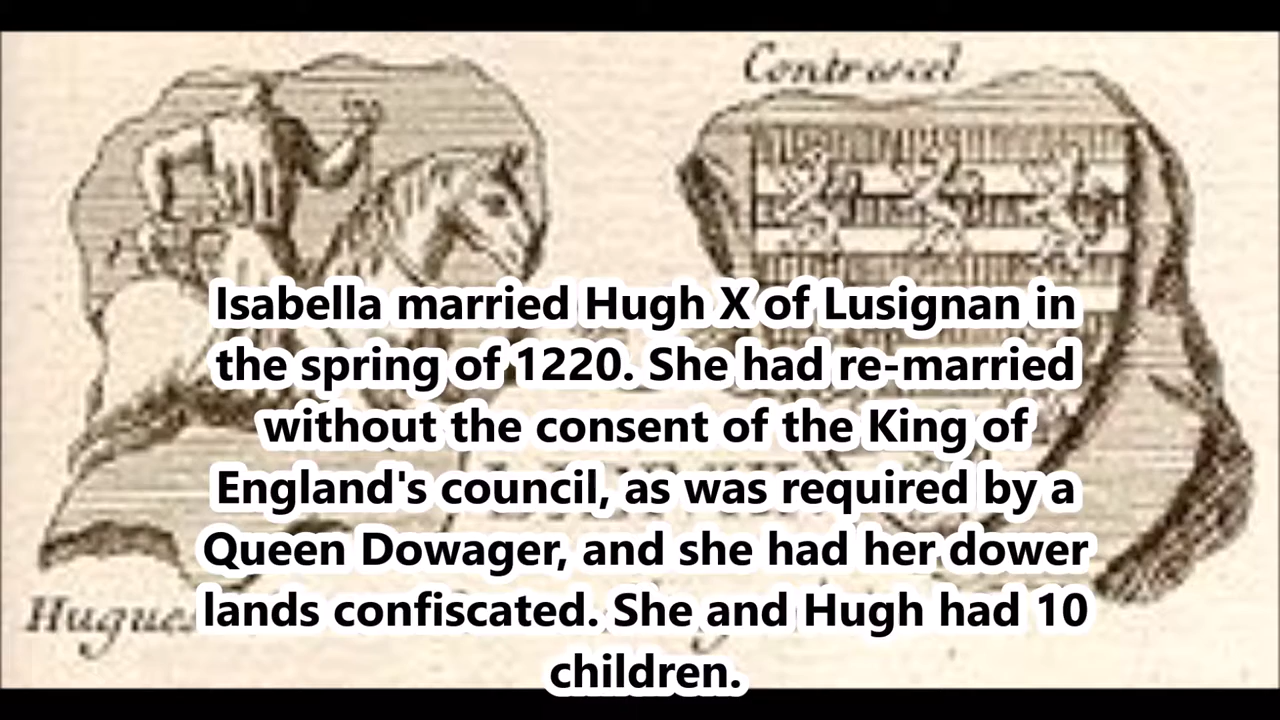 Contrascel
Isabella married Hugh X of Lusignan in
the spring of 1220. She had re-married
without the consent of the King of
England's council, as was required by a
Queen Dowager, and she had her dower
lands confiscated. She and Hugh had 10
children.
Hugues